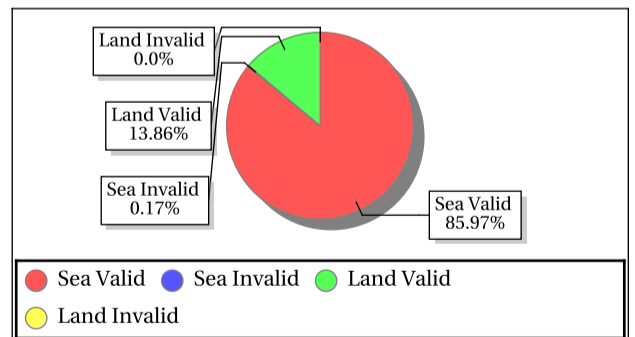 Land Invalid
0.0%
Land Valid
13.86%
Sea Invalid
0.17%
Sea Valid
85.97%
Sea Valid Sea Invalid Land Valid
Land Invalid